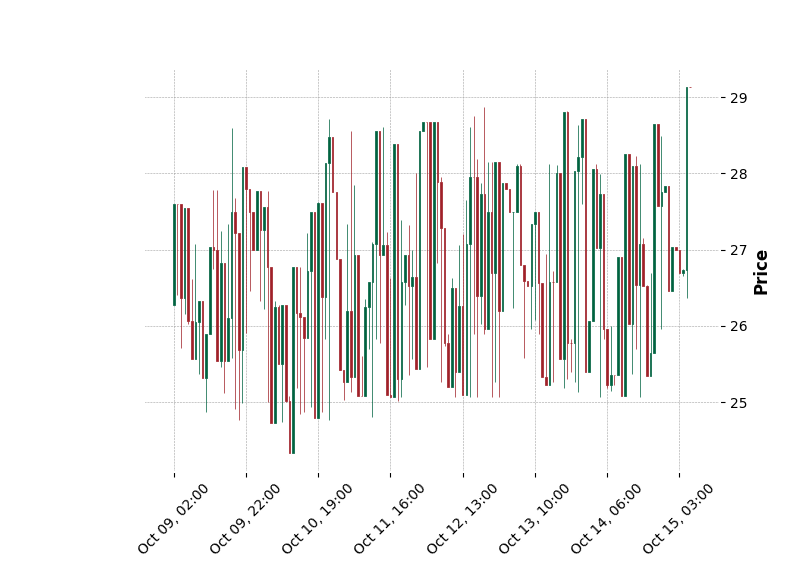 29
28
27
26
25
Price
Oct 09, 02:00
Oct 09, 22:00
Oct 10, 19:00
Oct 11, 16:00
Oct 12, 13:00
Oct 13, 10:00
Oct 14, 06:00
Oct 15, 03:00